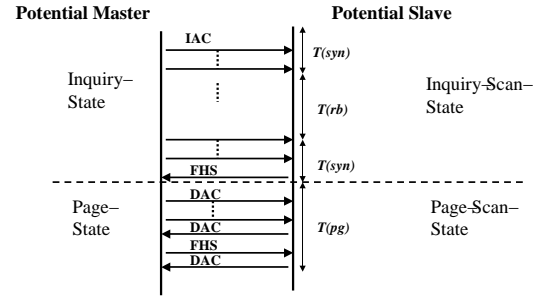 Potential Master Potential Slave
IAC
T(syn)
Inquiry–
State
Inquiry-Scan–
State
T(rb)
T(syn)
FHS
DAC
Page–
State
Page-Scan–
State
T(pg)
DAC
FHS
DAC